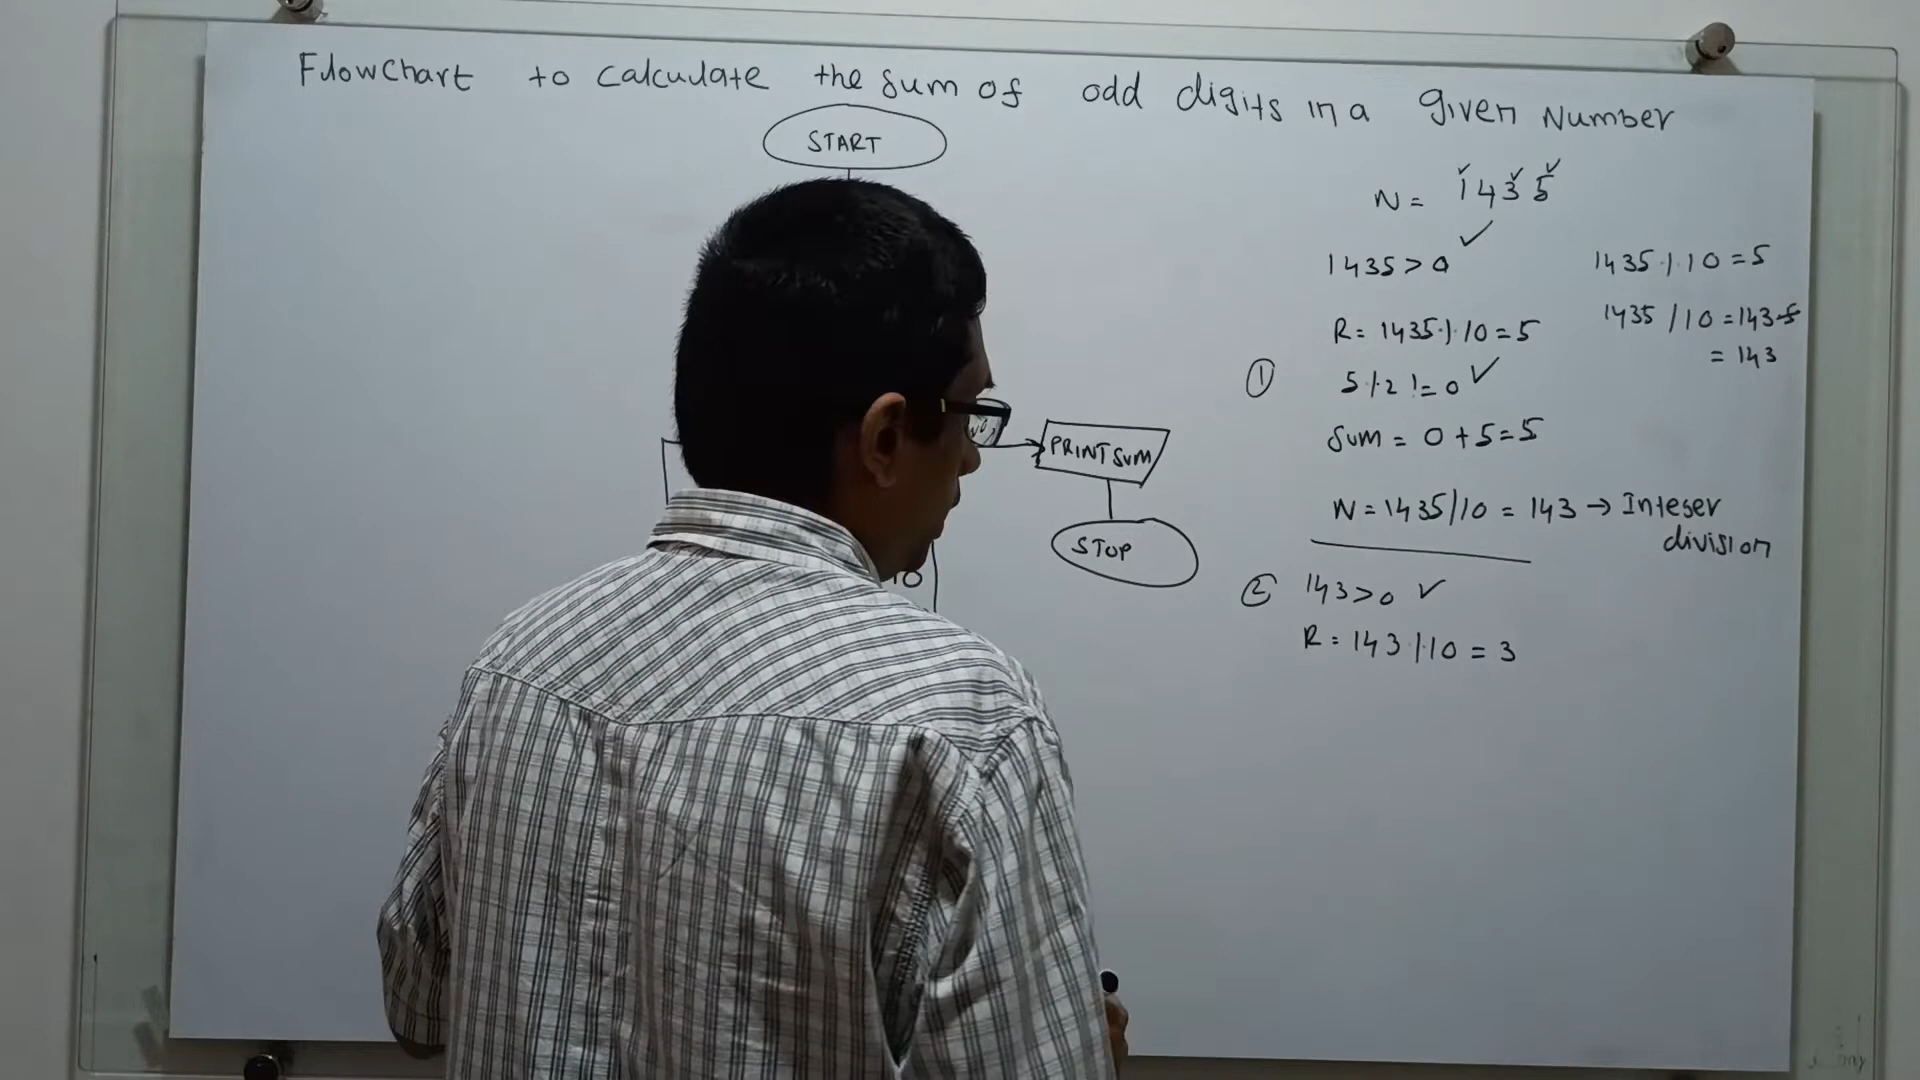 Flowchart to calculate the sum of odd digits in a given Number
START
N = 1435
1435 > 0
1435 % 10 = 5
R = 1435 % 10 = 5
1435 / 10 = 143.5
= 143
①
5 % 2 != 0
Sum = 0 + 5 = 5
PRINT SUM
STOP
N = 1435/10 = 143 → Integer
division
② 143 > 0
R = 143 % 10 = 3
10